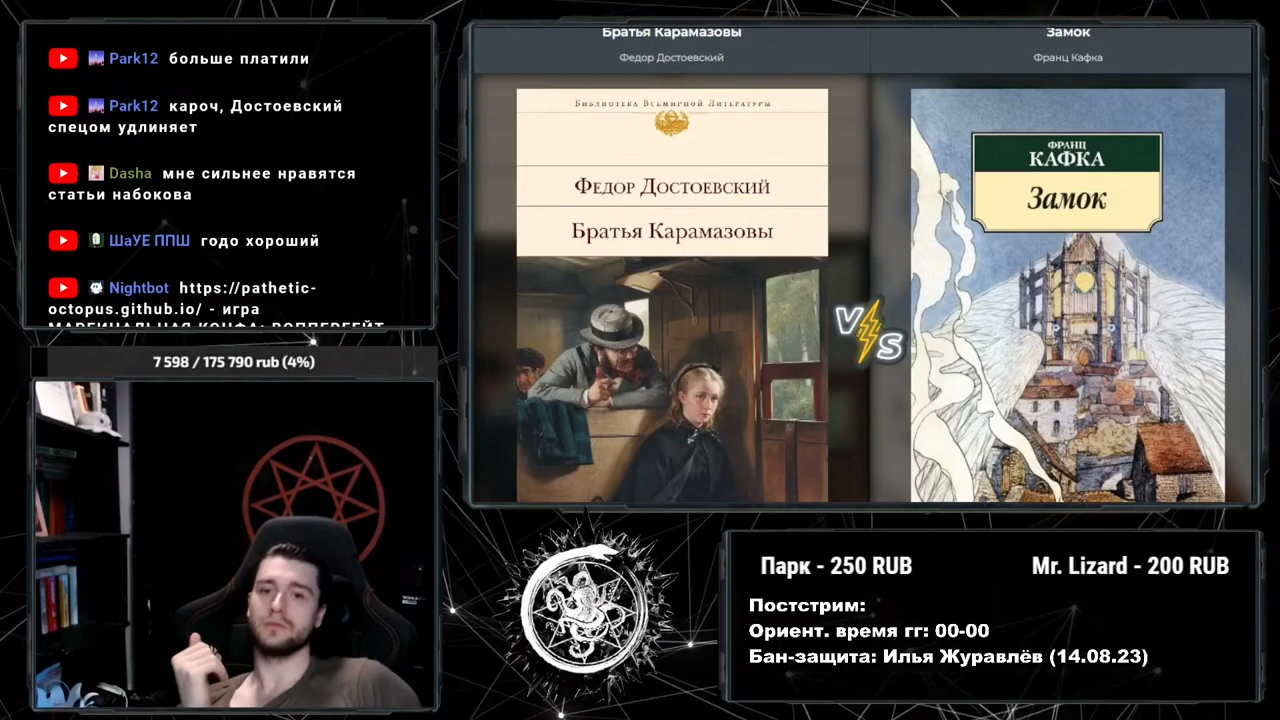 Park12 больше платили
Park12 кароч, Достоевский
спецом удлиняет
Dasha мне сильнее нравятся
статьи набокова
ШаУЕ ППШ годо хороший
Nightbot https://pathetic-
octopus.github.io/ - игра
7 598 / 175 790 rub (4%)
Братья Карамазовы
Федор Достоевский
Замок
Франц Кафка
Библиотека Всемирной Литературы
Федор Достоевский
Братья Карамазовы
VS
ФРАНЦ
КАФКА
Замок
Парк - 250 RUB
Mr. Lizard - 200 RUB
Постстрим:
Ориент. время гг: 00-00
Бан-защита: Илья Журавлёв (14.08.23)